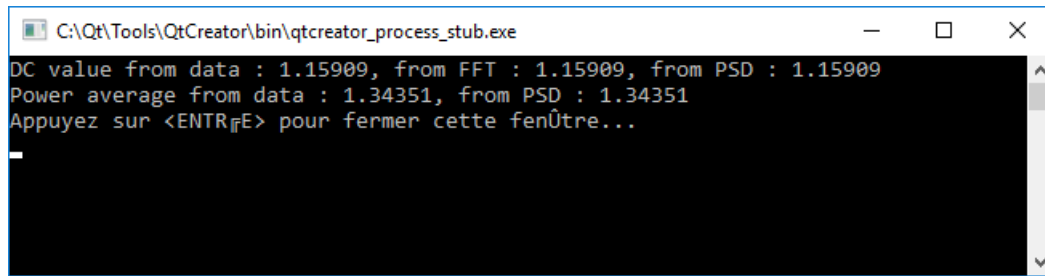 C:\Qt\Tools\QtCreator\bin\qtcreator_process_stub.exe
DC value from data : 1.15909, from FFT : 1.15909, from PSD : 1.15909
Power average from data : 1.34351, from PSD : 1.34351
Appuyez sur <ENTR╔E> pour fermer cette fenÛtre...